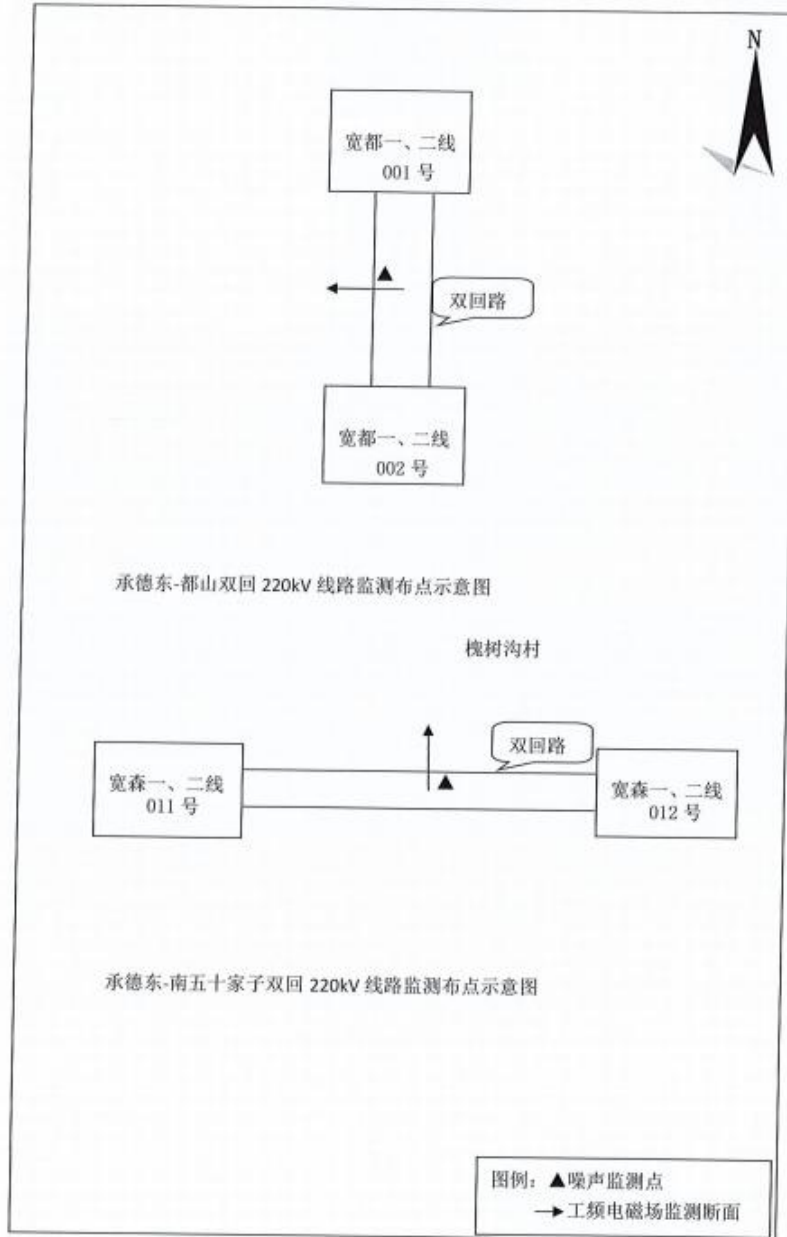 N
宽都一、二线
001 号
双回路
宽都一、二线
002 号
承德东-都山双回 220kV 线路监测布点示意图
槐树沟村
双回路
宽森一、二线
011 号
宽森一、二线
012 号
承德东-南五十家子双回 220kV 线路监测布点示意图
图例：▲噪声监测点
→工频电磁场监测断面